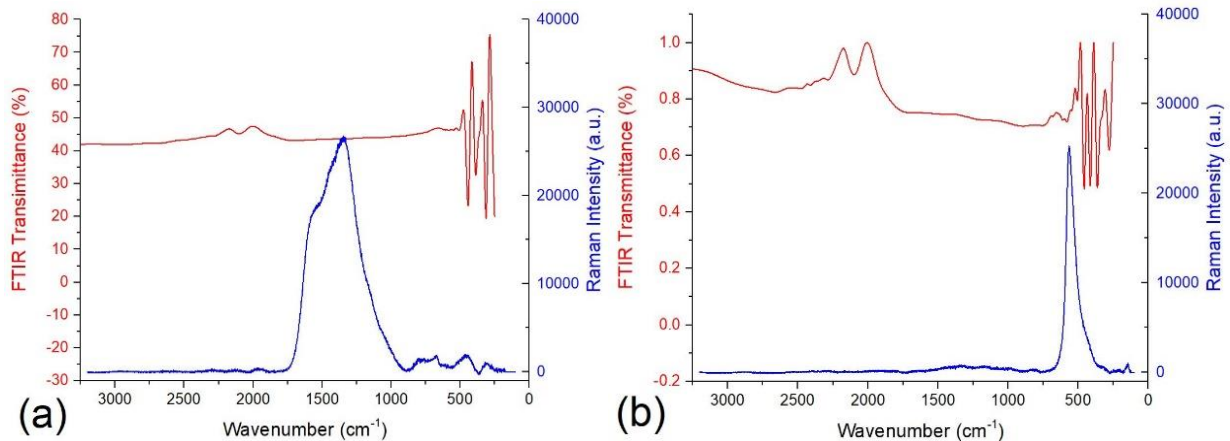 80
70
60
50
40
30
20
10
0
-10
-20
-30
FTIR Transimittance (%)
40000
30000
20000
10000
0
Raman Intensity (a.u.)
3000 2500 2000 1500 1000 500 0
Wavenumber (cm⁻¹)
(a)
1.0
0.8
0.6
0.4
0.2
0.0
-0.2
FTIR Transmittance (%)
40000
30000
20000
10000
0
Raman Intensity (a.u.)
3000 2500 2000 1500 1000 500 0
Wavenumber (cm⁻¹)
(b)